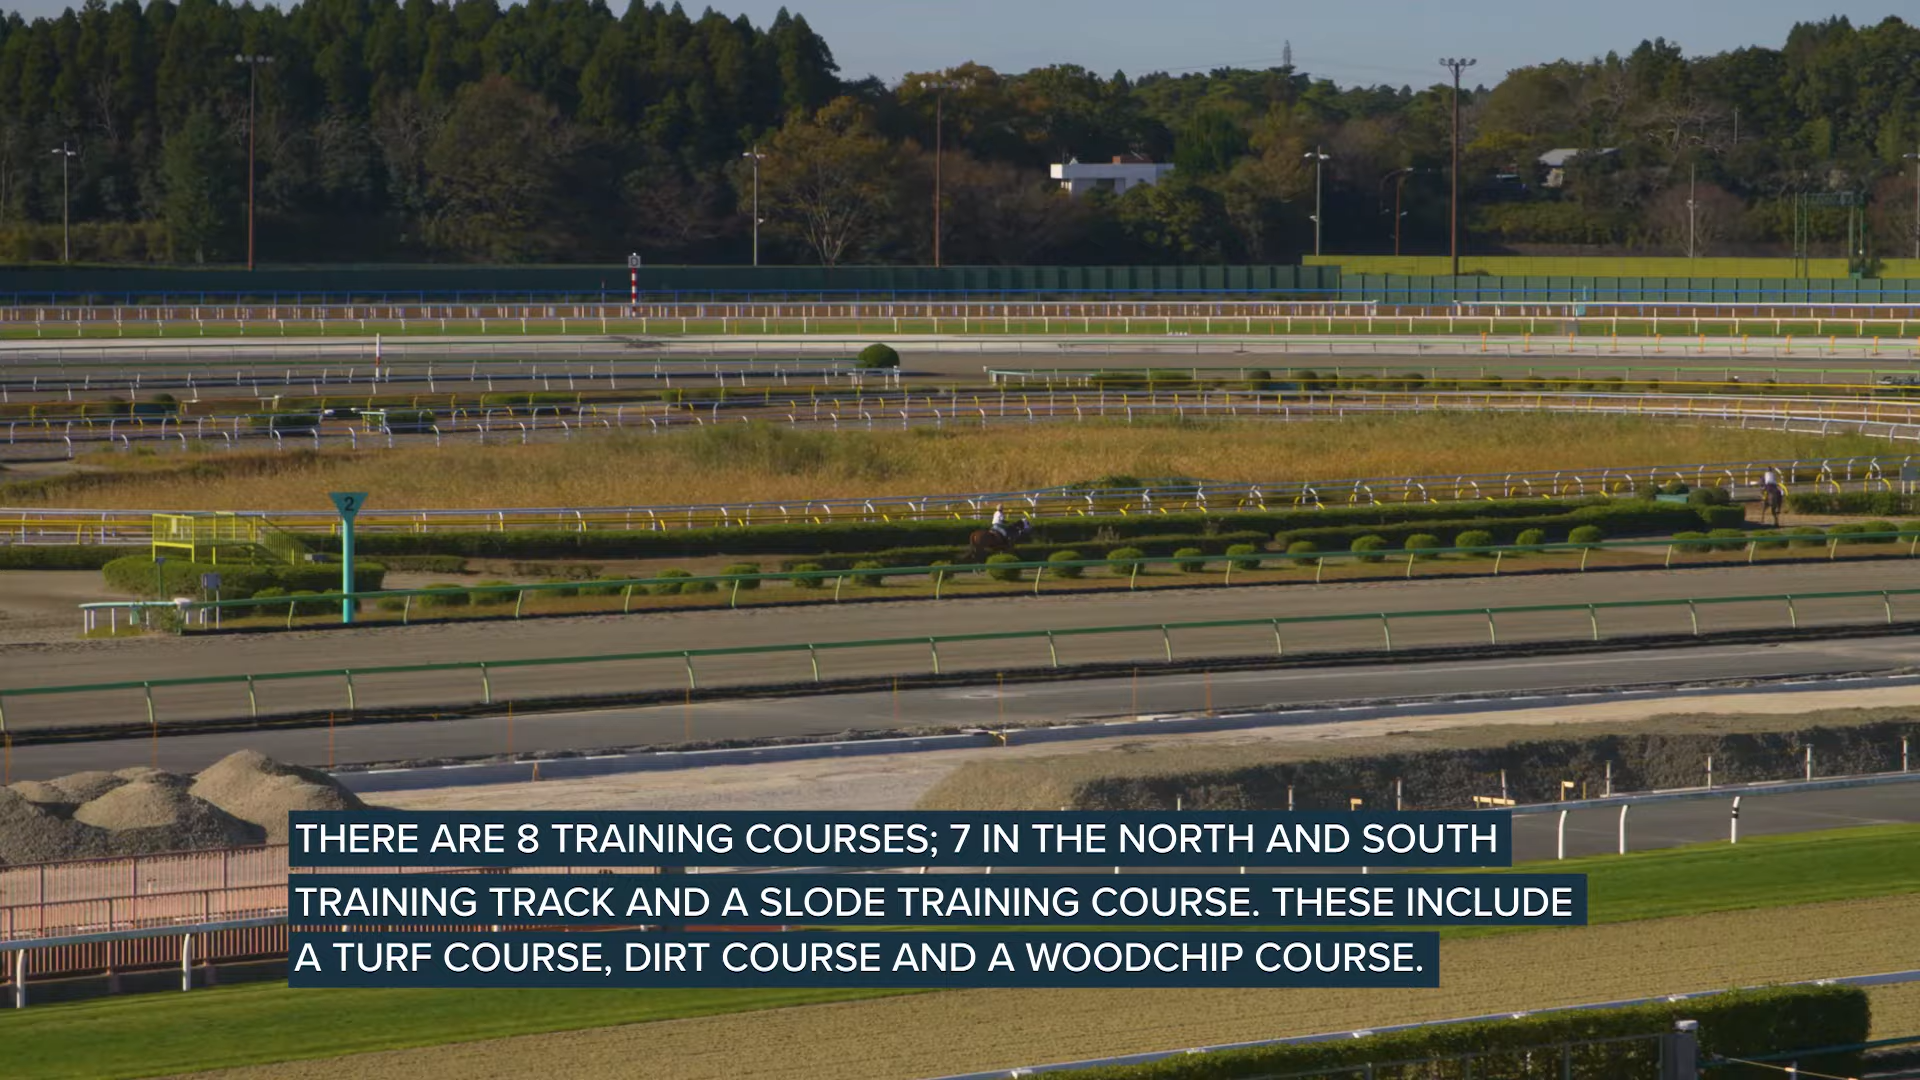 2
THERE ARE 8 TRAINING COURSES; 7 IN THE NORTH AND SOUTH
TRAINING TRACK AND A SLODE TRAINING COURSE. THESE INCLUDE
A TURF COURSE, DIRT COURSE AND A WOODCHIP COURSE.